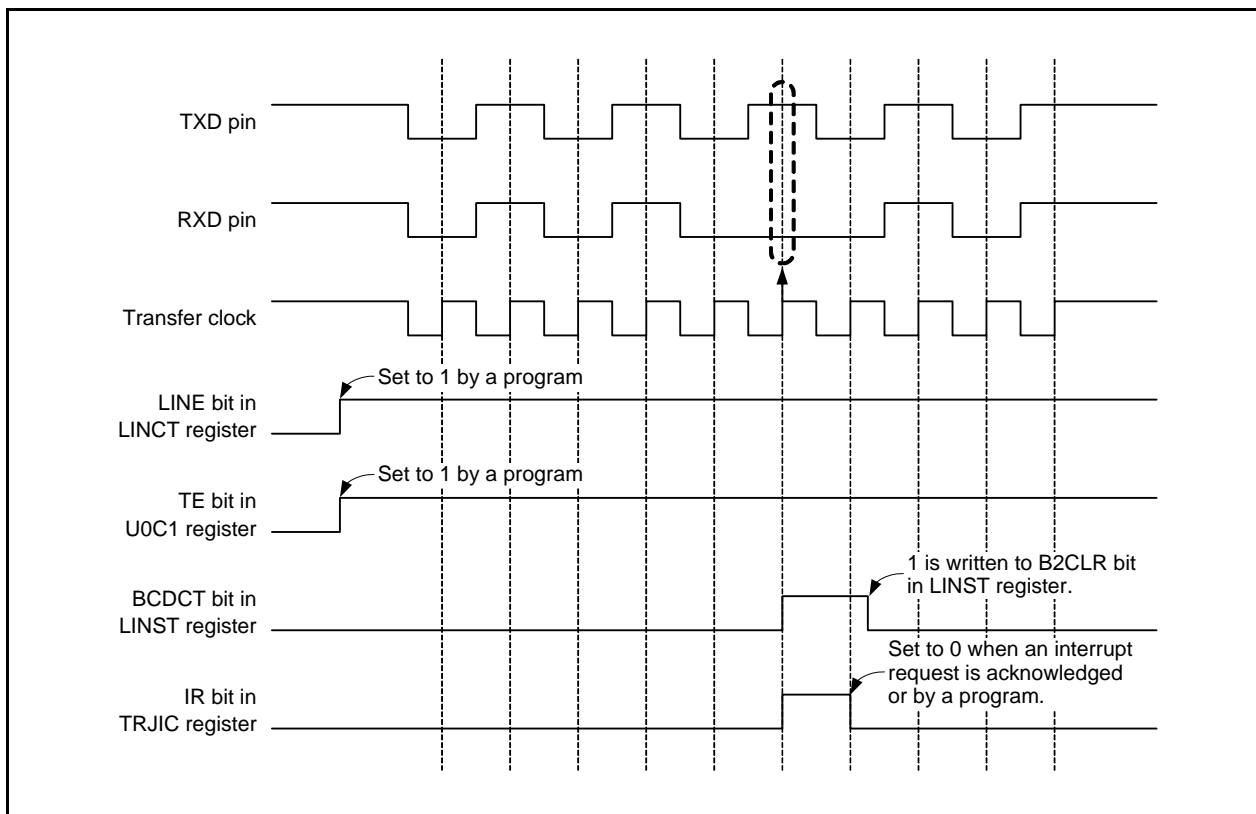 TXD pin
RXD pin
Transfer clock
Set to 1 by a program
LINE bit in
LINCT register
Set to 1 by a program
TE bit in
U0C1 register
1 is written to B2CLR bit
in LINST register.
BCDCT bit in
LINST register
Set to 0 when an interrupt
request is acknowledged
or by a program.
IR bit in
TRJIC register